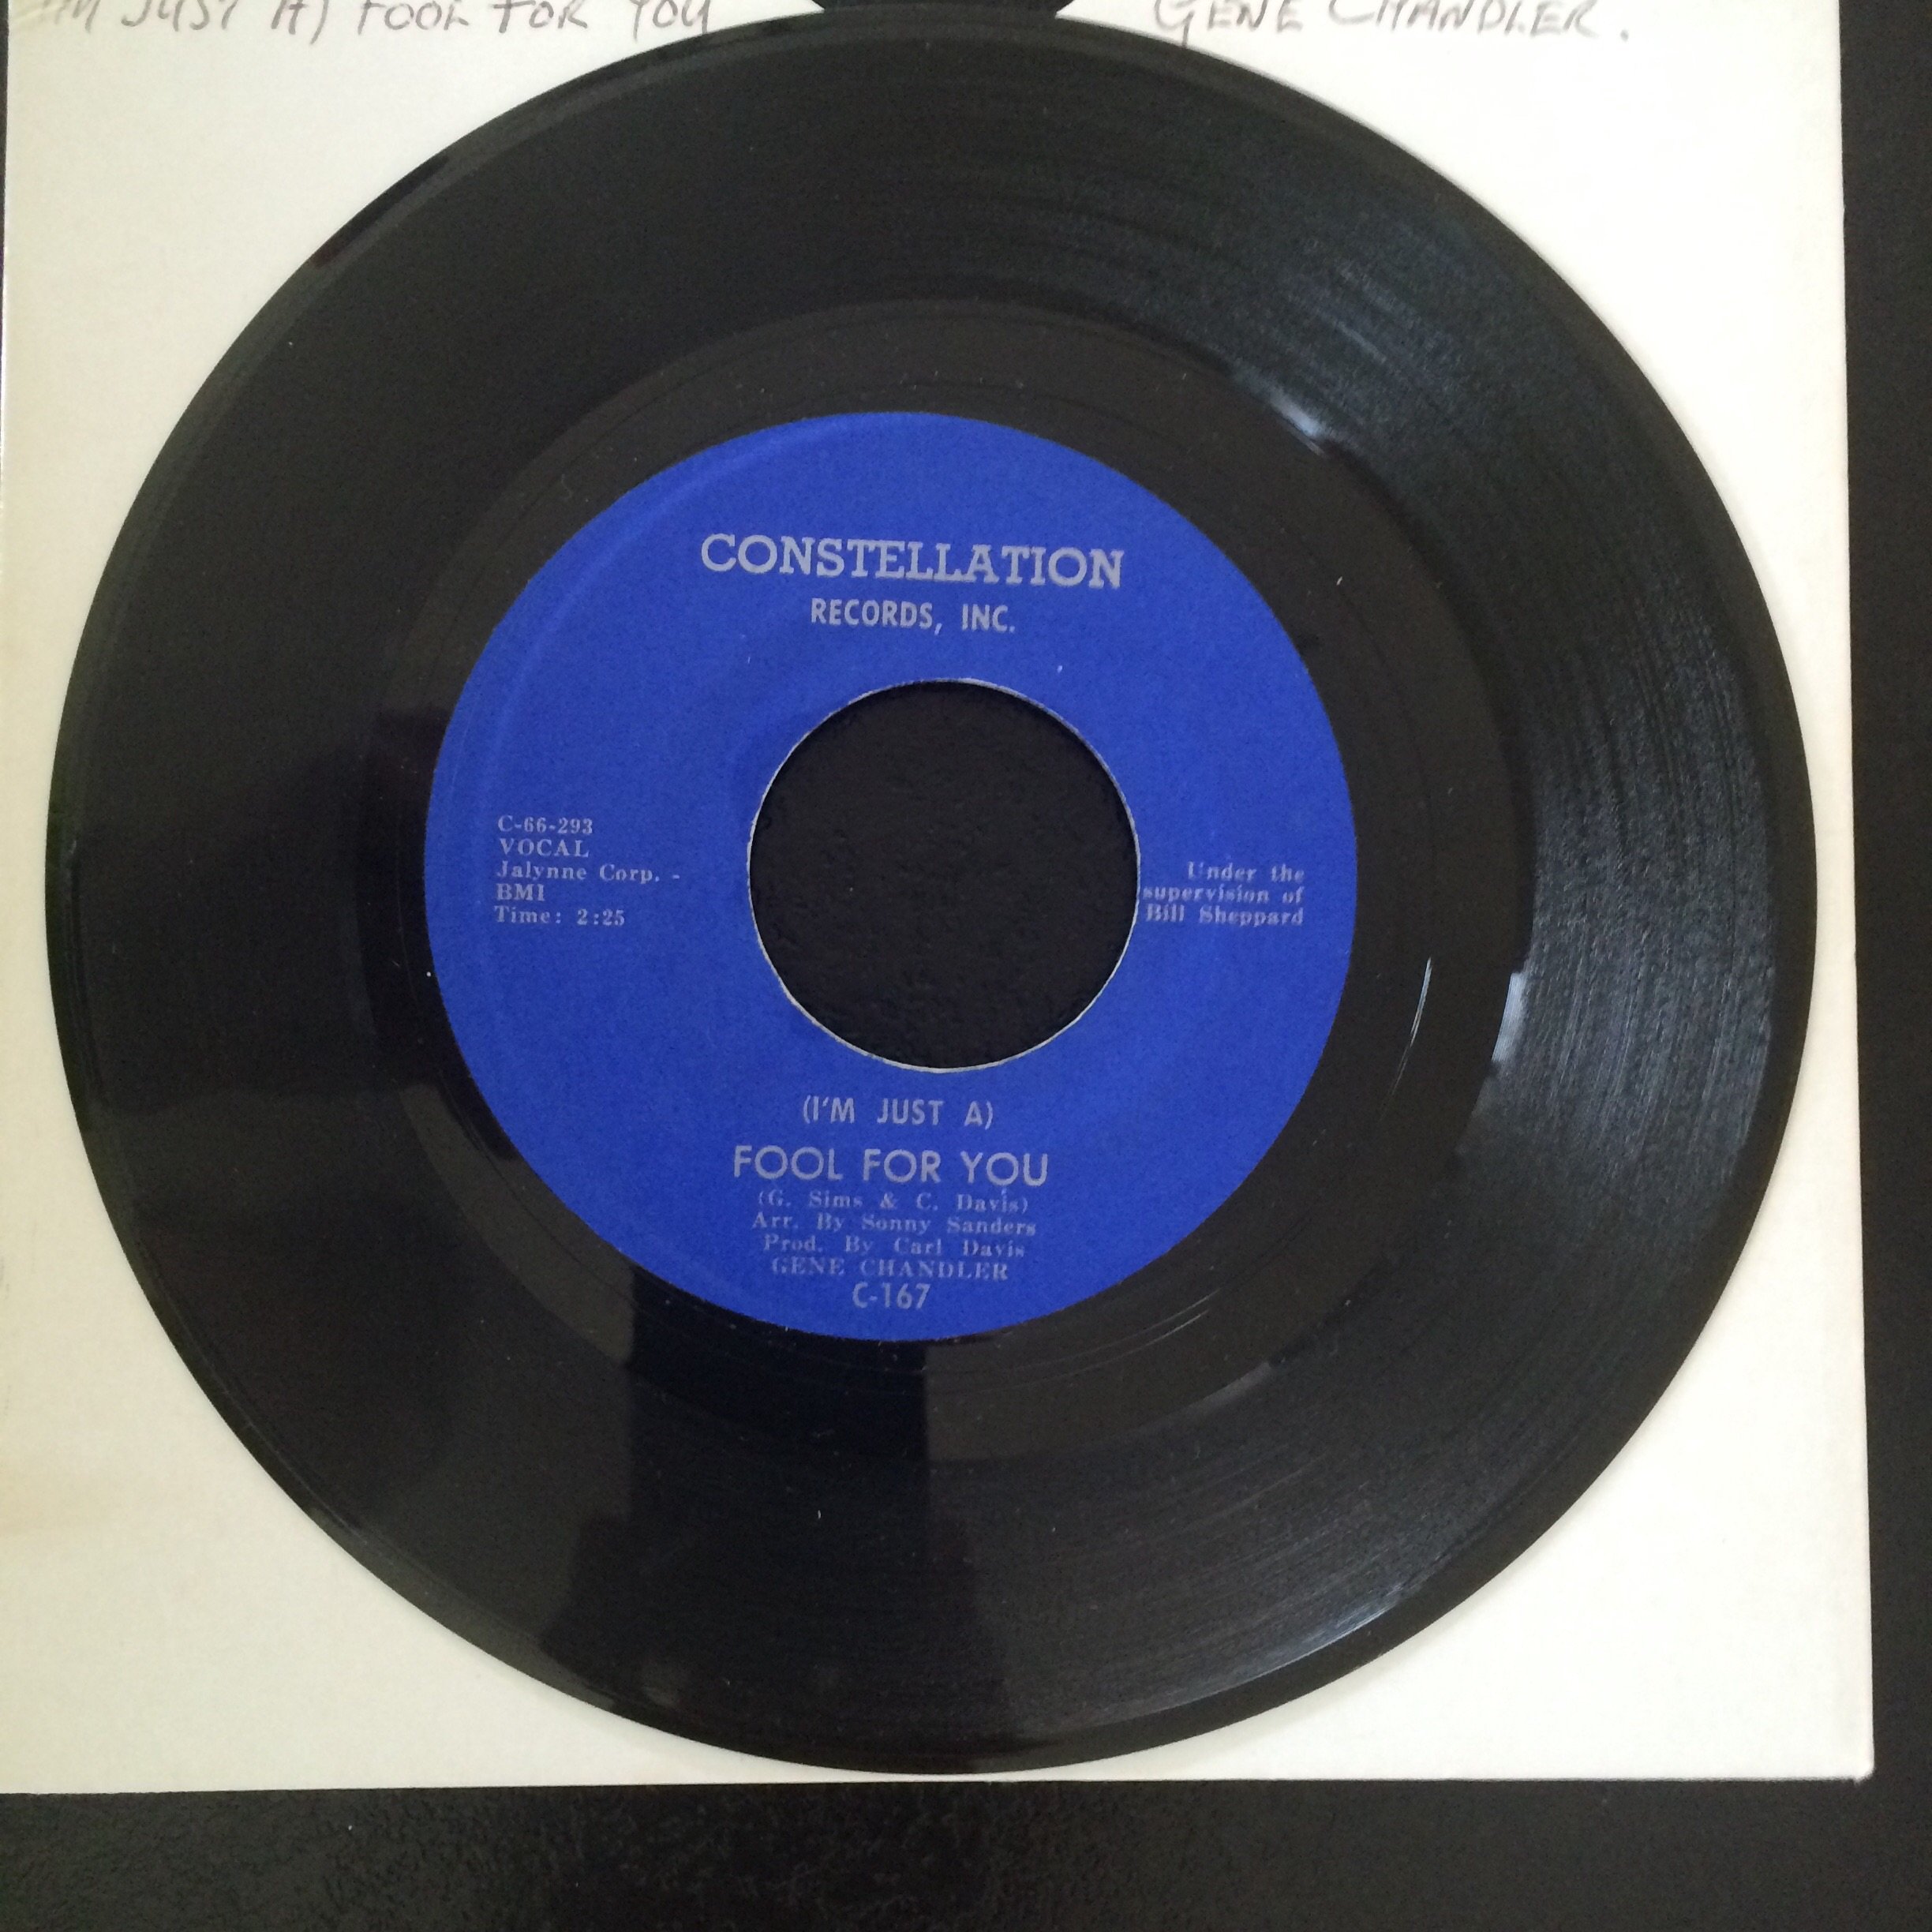 I'M JUST A) FOOL FOR YOU GENE CHANDLER.
CONSTELLATION
RECORDS, INC.
C-66-293
VOCAL
Jalynne Corp. -
BMI
Time: 2:25
Under the
supervision of
Bill Sheppard
(I'M JUST A)
FOOL FOR YOU
(G. Sims & C. Davis)
Arr. By Sonny Sanders
Prod. By Carl Davis
GENE CHANDLER
C-167